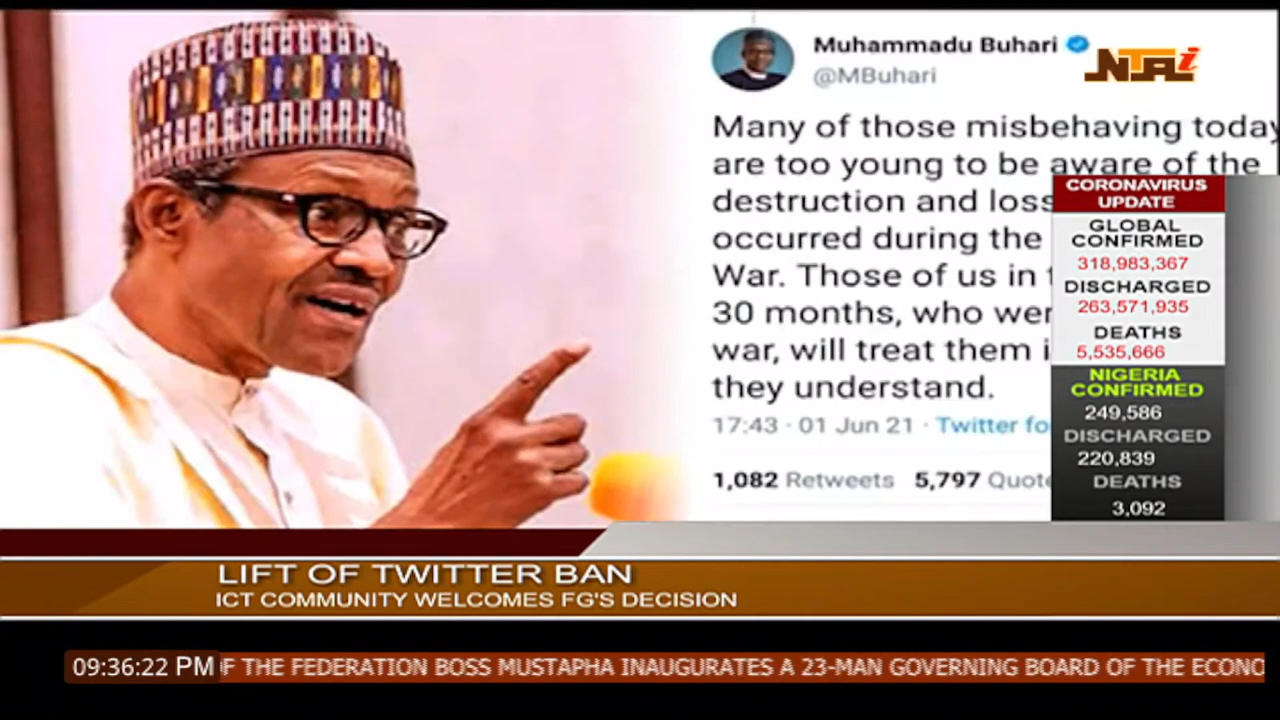 Muhammadu Buhari
@MBuhari
NTAi
Many of those misbehaving today
are too young to be aware of the
destruction and loss
occurred during the
War. Those of us in
30 months, who wer
war, will treat them i
they understand.
17:43 · 01 Jun 21 · Twitter fo
1,082 Retweets 5,797 Quote
CORONAVIRUS
UPDATE
GLOBAL
CONFIRMED
318,983,367
DISCHARGED
263,571,935
DEATHS
5,535,666
NIGERIA
CONFIRMED
249,586
DISCHARGED
220,839
DEATHS
3,092
LIFT OF TWITTER BAN
ICT COMMUNITY WELCOMES FG'S DECISION
09:36:22 PM F THE FEDERATION BOSS MUSTAPHA INAUGURATES A 23-MAN GOVERNING BOARD OF THE ECONO